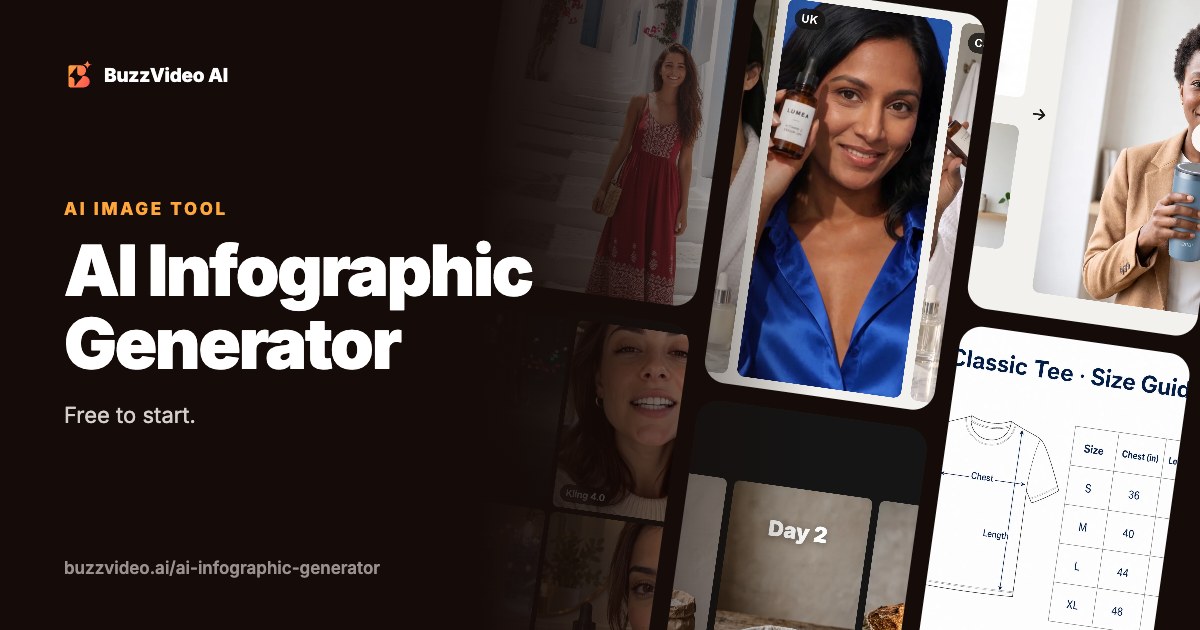 BuzzVideo AI
AI IMAGE TOOL
AI Infographic
Generator
Free to start.
buzzvideo.ai/ai-infographic-generator
UK
LUMEA
Kling 4.0
Day 2
Classic Tee · Size Guid
Chest
Length
Size Chest (in) Le
S 36
M 40
L 44
XL 48